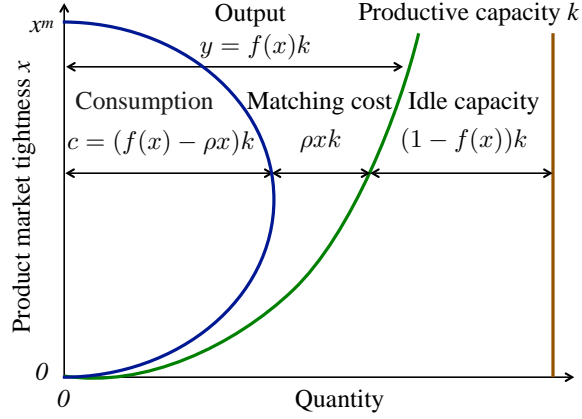 Output
Productive capacity k
x^m
y = f(x)k
Consumption
Matching cost
Idle capacity
c = (f(x) − ρx)k
ρxk
(1 − f(x))k
Product market tightness x
0
0
Quantity